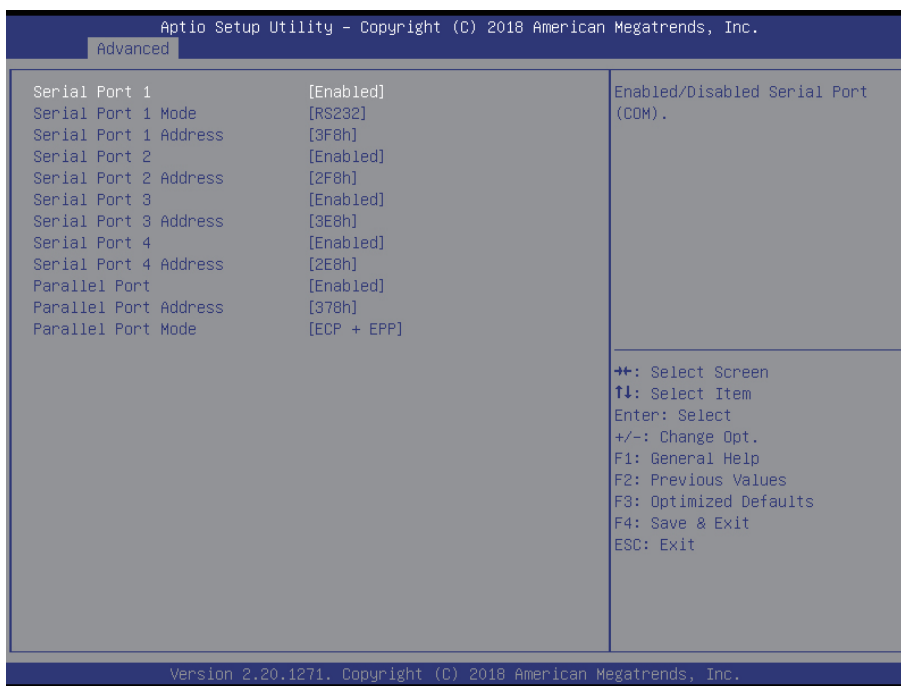 Aptio Setup Utility – Copyright (C) 2018 American Megatrends, Inc.
Advanced
Serial Port 1 [Enabled]
Serial Port 1 Mode [RS232]
Serial Port 1 Address [3F8h]
Serial Port 2 [Enabled]
Serial Port 2 Address [2F8h]
Serial Port 3 [Enabled]
Serial Port 3 Address [3E8h]
Serial Port 4 [Enabled]
Serial Port 4 Address [2E8h]
Parallel Port [Enabled]
Parallel Port Address [378h]
Parallel Port Mode [ECP + EPP]
Enabled/Disabled Serial Port
(COM).
→←: Select Screen
↑↓: Select Item
Enter: Select
+/-: Change Opt.
F1: General Help
F2: Previous Values
F3: Optimized Defaults
F4: Save & Exit
ESC: Exit
Version 2.20.1271. Copyright (C) 2018 American Megatrends, Inc.